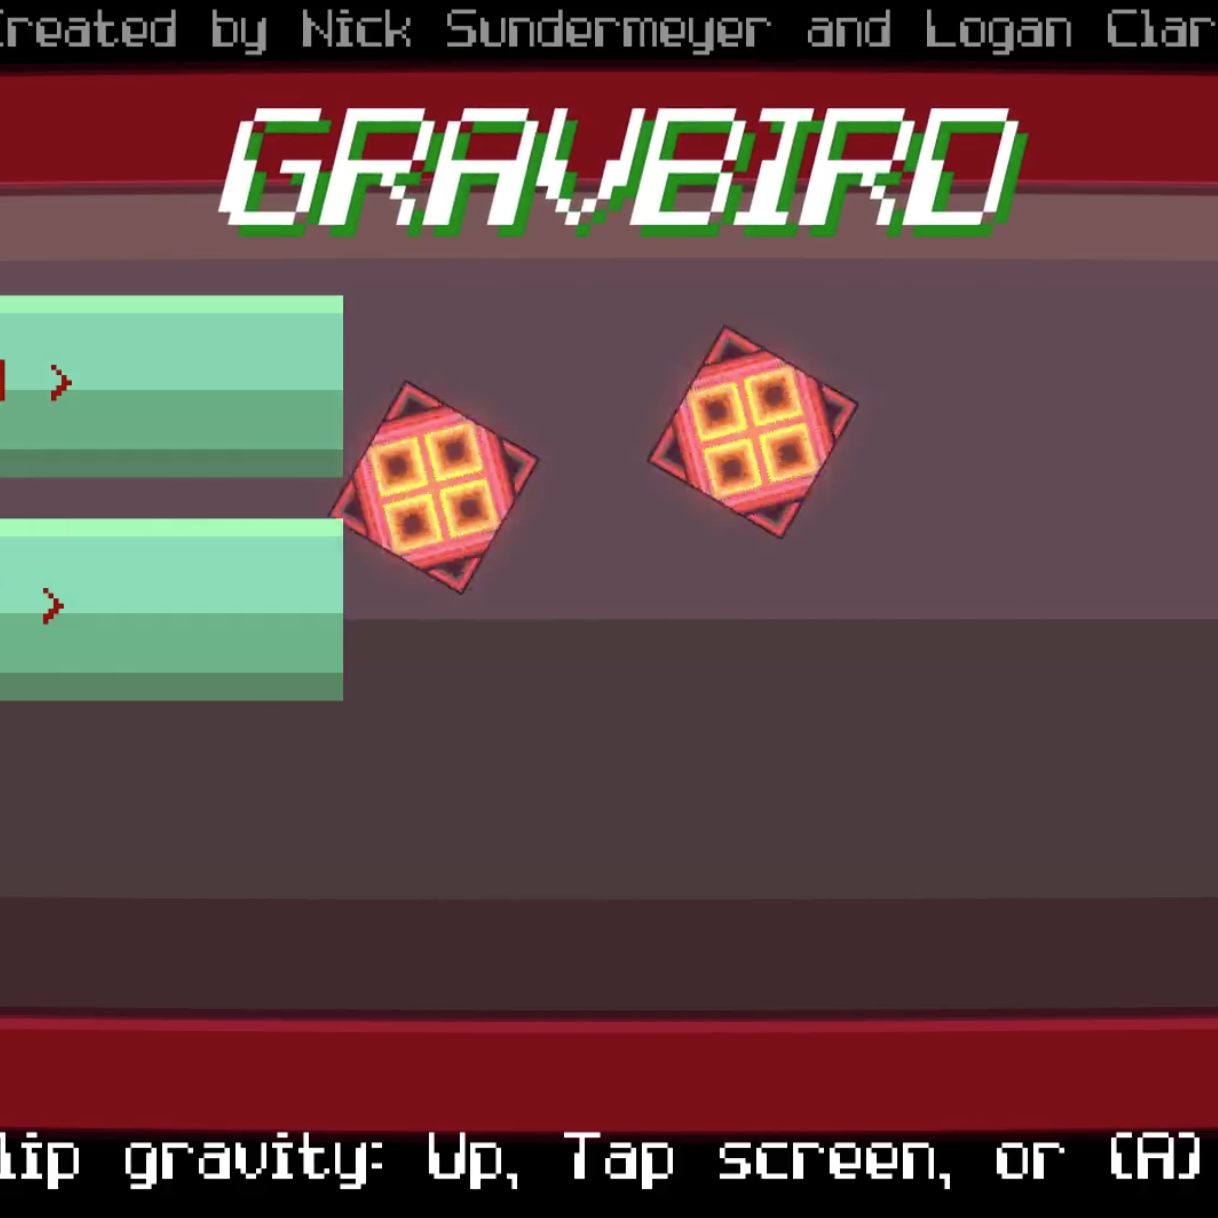 reated by Nick Sundermeyer and Logan Clar
GRAVBIRD
>
>
lip gravity: Up, Tap screen, or (A)